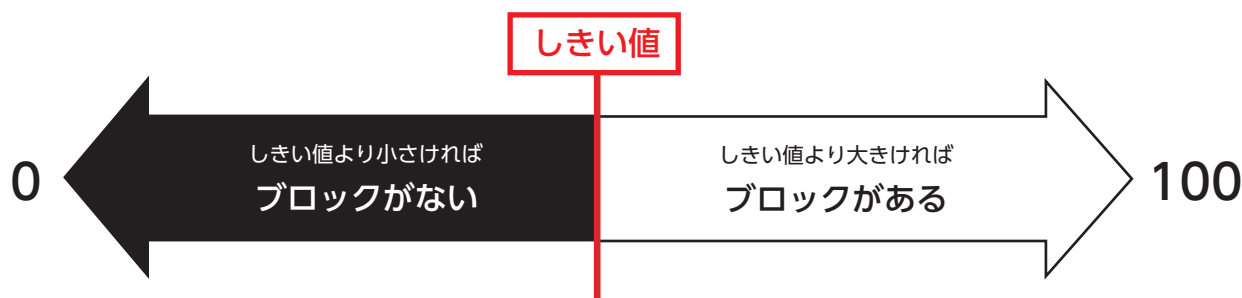 しきい値
0
しきい値より小さければ
ブロックがない
しきい値より大きければ
ブロックがある
100